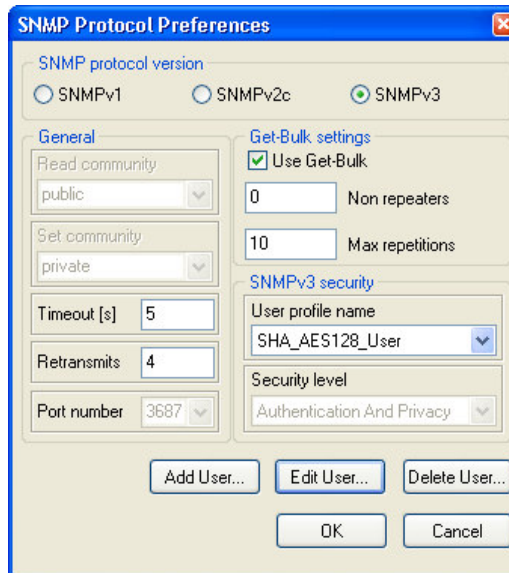 SNMP Protocol Preferences
SNMP protocol version
SNMPv1
SNMPv2c
SNMPv3
General
Read community
public
Set community
private
Timeout [s]
5
Retransmits
4
Port number
3687
Get-Bulk settings
Use Get-Bulk
0
Non repeaters
10
Max repetitions
SNMPv3 security
User profile name
SHA_AES128_User
Security level
Authentication And Privacy
Add User...
Edit User...
Delete User...
OK
Cancel